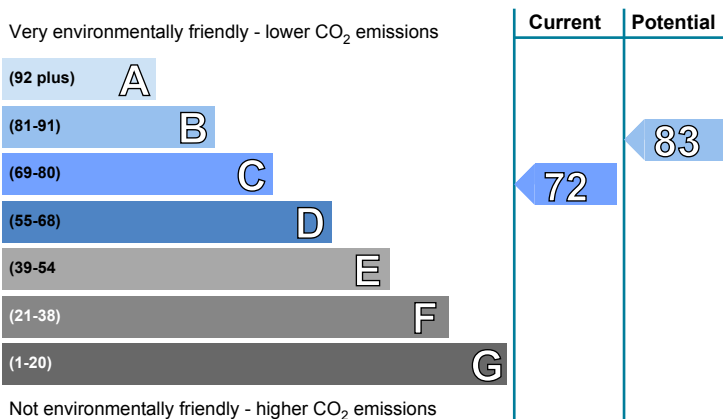 Current Potential
Very environmentally friendly - lower CO2 emissions
(92 plus) A
(81-91) B
83
(69-80) C
72
(55-68) D
(39-54 E
(21-38) F
(1-20) G
Not environmentally friendly - higher CO2 emissions